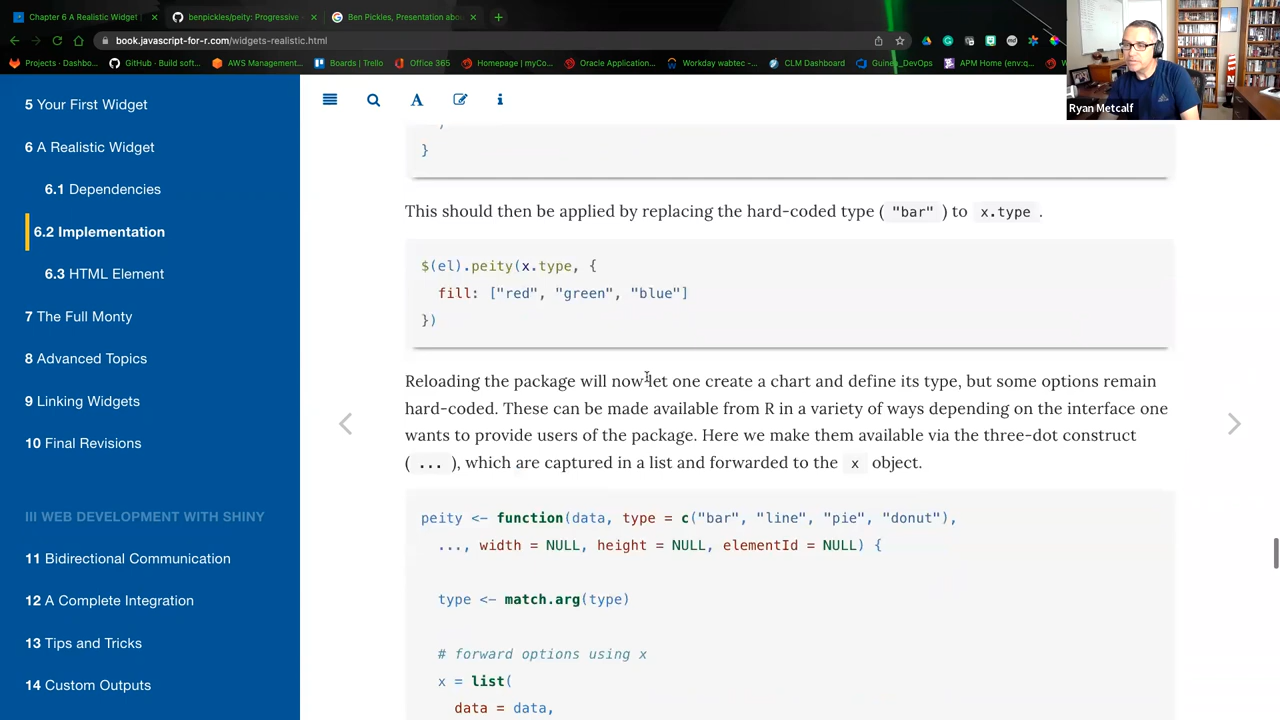 Chapter 6 A Realistic Widget
benpickles/peity: Progressive
Ben Pickles, Presentation abo
book.javascript-for-r.com/widgets-realistic.html
Projects - Dashbo...
GitHub · Build soft...
AWS Management...
Boards | Trello
Office 365
Homepage | myCo...
Oracle Application...
Workday wabtec -...
CLM Dashboard
Guinea_DevOps
APM Home (env:q...
Ryan Metcalf
5 Your First Widget
6 A Realistic Widget
6.1 Dependencies
6.2 Implementation
6.3 HTML Element
7 The Full Monty
8 Advanced Topics
9 Linking Widgets
10 Final Revisions
III WEB DEVELOPMENT WITH SHINY
11 Bidirectional Communication
12 A Complete Integration
13 Tips and Tricks
14 Custom Outputs
}
This should then be applied by replacing the hard-coded type ( "bar" ) to x.type .
$(el).peity(x.type, {
fill: ["red", "green", "blue"]
})
Reloading the package will now let one create a chart and define its type, but some options remain
hard-coded. These can be made available from R in a variety of ways depending on the interface one
wants to provide users of the package. Here we make them available via the three-dot construct
( ... ), which are captured in a list and forwarded to the x object.
peity <- function(data, type = c("bar", "line", "pie", "donut"),
..., width = NULL, height = NULL, elementId = NULL) {
type <- match.arg(type)
# forward options using x
x = list(
data = data,